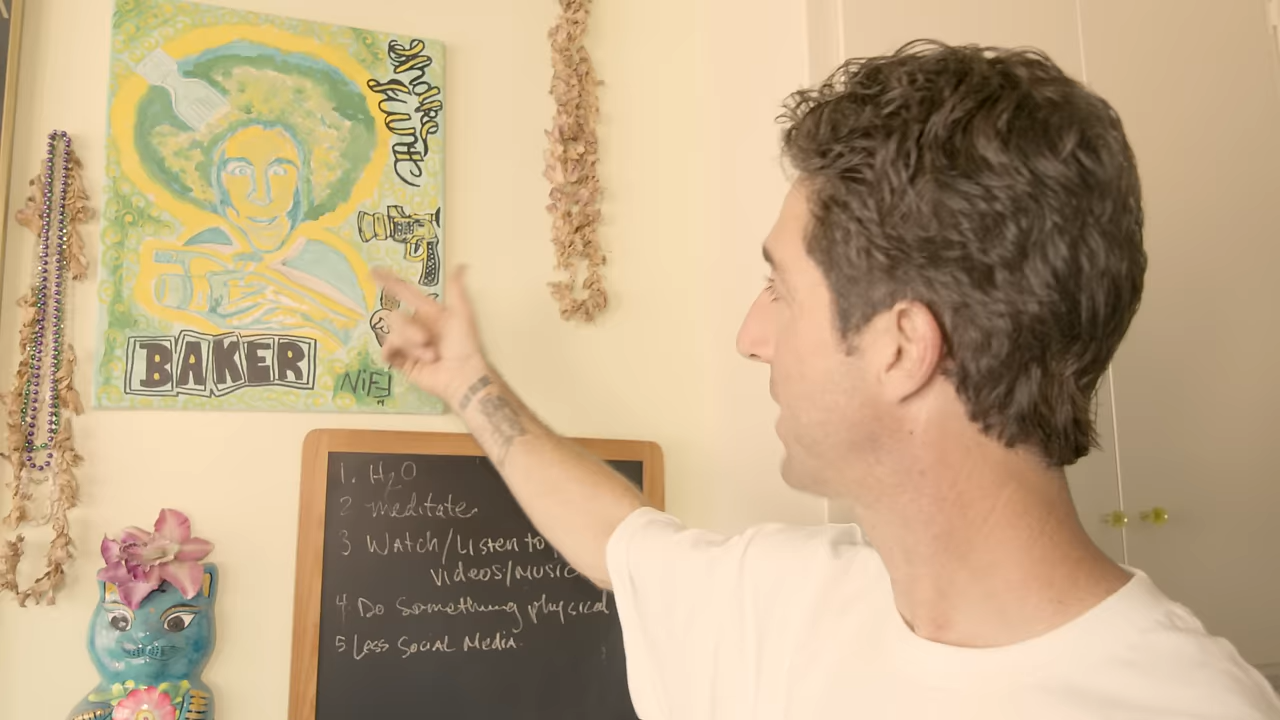 BAKER
NIF
1. H2O
2 meditate
3 WATCH/Listen to
videos/MUSIC
4. Do Something physical
5 Less Social Media.